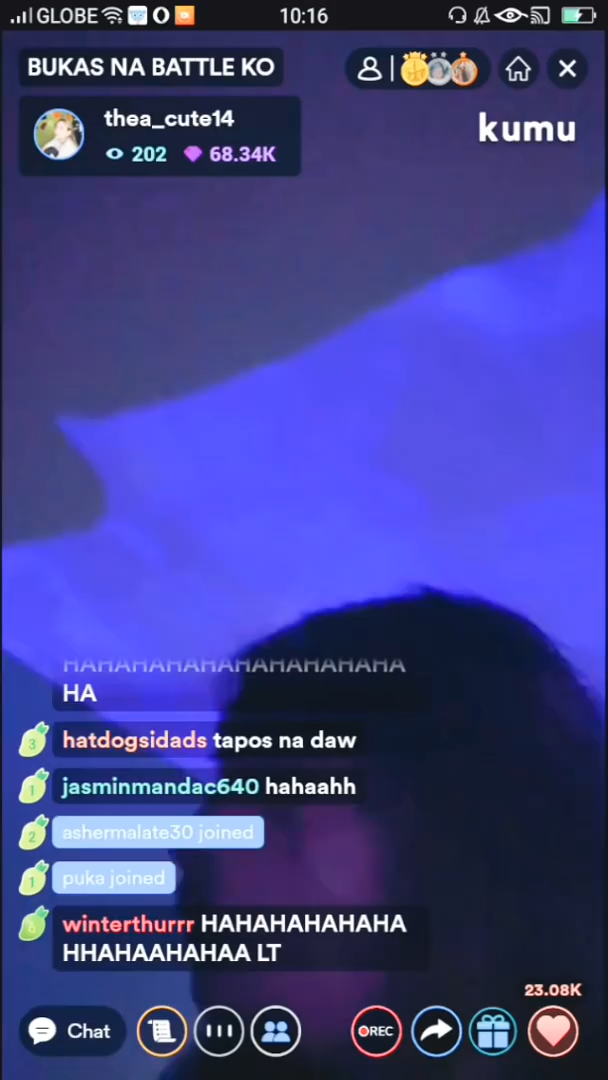 GLOBE
10:16
BUKAS NA BATTLE KO
thea_cute14
202 68.34K
kumu
HAHAHAHAHAHAHAHAHAHA
HA
3 hatdogsidads tapos na daw
1 jasminmandac640 hahaahh
2 ashermalate30 joined
1 puka joined
6 winterthurrr HAHAHAHAHAHA
HHAHAAHAHAA LT
23.08K
Chat
REC